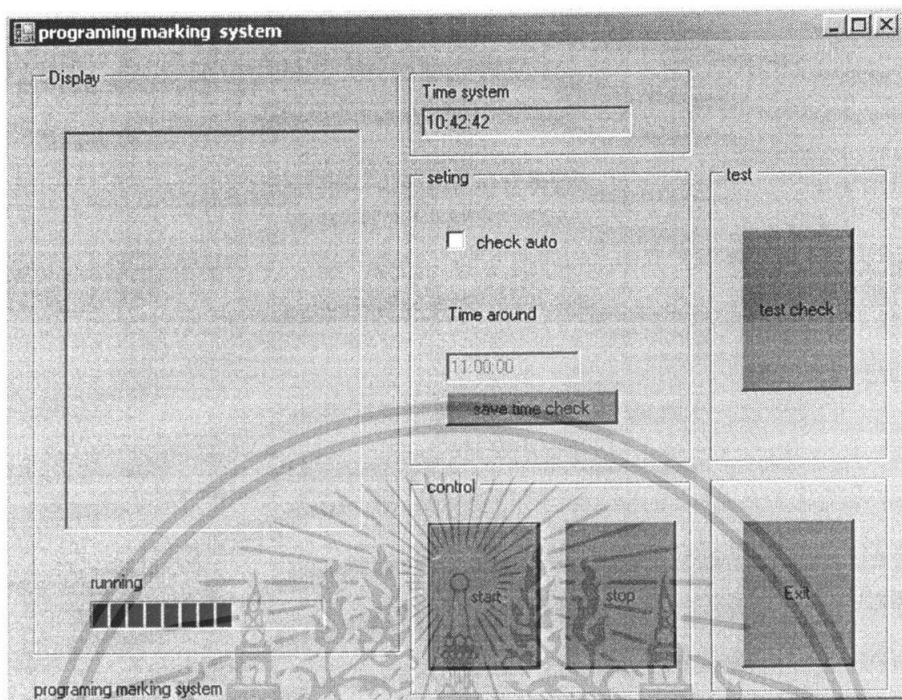 programing marking system
Display
Time system
10:42:42
seting
check auto
Time around
11:00:00
save time check
test
test check
control
start
stop
Exit
running
programing marking system